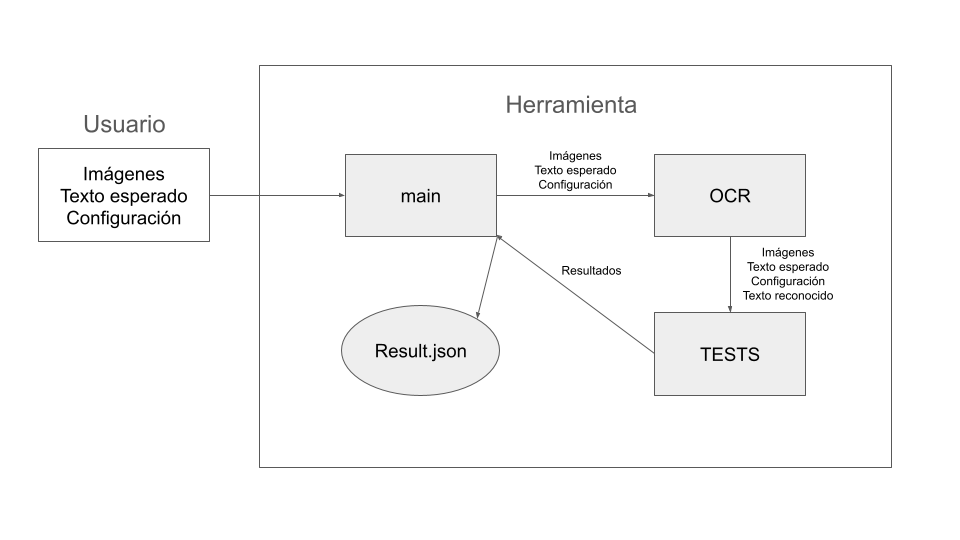 Herramienta
Usuario
Imágenes
Texto esperado
Configuración
main
Imágenes
Texto esperado
Configuración
OCR
Imágenes
Texto esperado
Configuración
Texto reconocido
Resultados
Result.json
TESTS